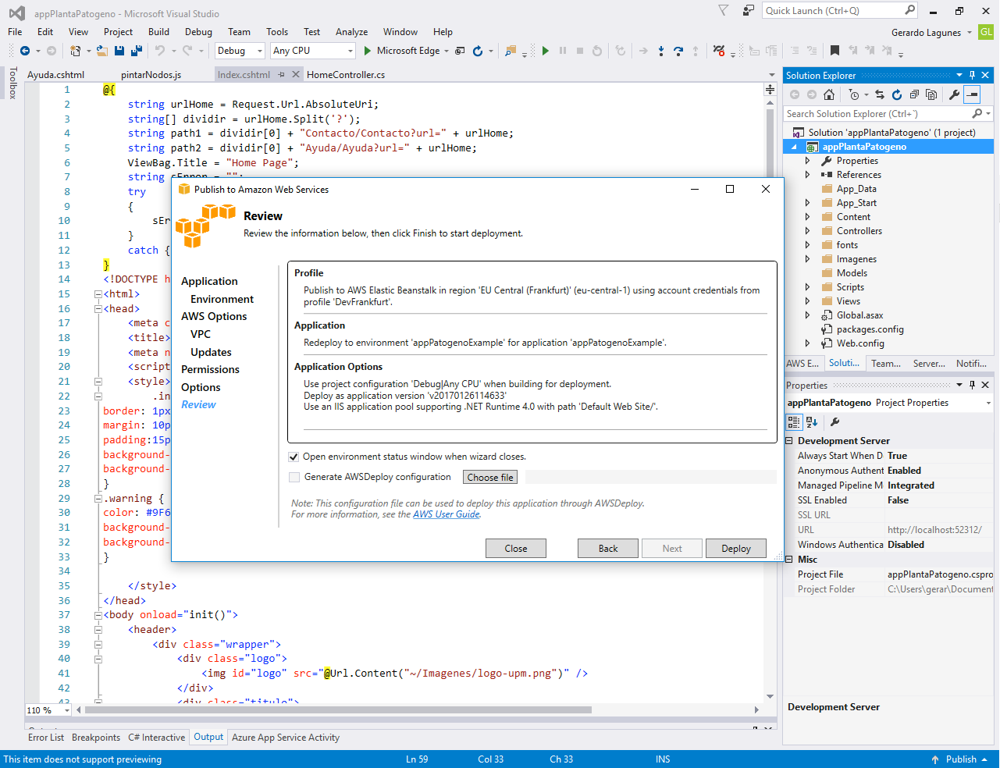 appPlantaPatogeno - Microsoft Visual Studio
Quick Launch (Ctrl+Q)
File Edit View Project Build Debug Team Tools Test Analyze Window Help
Gerardo Lagunes GL
Debug Any CPU Microsoft Edge
Toolbox
Ayuda.cshtml pintarNodos.js Index.cshtml HomeController.cs
1 @{
2 string urlHome = Request.Url.AbsoluteUri;
3 string[] dividir = urlHome.Split('?');
4 string path1 = dividir[0] + "Contacto/Contacto?url=" + urlHome;
5 string path2 = dividir[0] + "Ayuda/Ayuda?url=" + urlHome;
6 ViewBag.Title = "Home Page";
7 string sError = "";
8 try
9 {
10 sEr
11 }
12 catch {
13 }
14 <!DOCTYPE h
15 <html>
16 <head>
17 <meta c
18 <title>
19 <meta n
20 <script
21 <style>
22 .in
23 border: 1px
24 margin: 10p
25 padding:15p
26 background-
27 background-
28 }
29 .warning {
30 color: #9F6
31 background-
32 background-
33 }
34
35 </style>
36 </head>
37 <body onload="init()">
38 <header>
39 <div class="wrapper">
40 <div class="logo">
41 <img id="logo" src="@Url.Content("~/Imagenes/logo-upm.png")" />
42 </div>
43 <div class="titulo">
110 %
Publish to Amazon Web Services
Review
Review the information below, then click Finish to start deployment.
Application
Environment
AWS Options
VPC
Updates
Permissions
Options
Review
Profile
Publish to AWS Elastic Beanstalk in region 'EU Central (Frankfurt)' (eu-central-1) using account credentials from
profile 'DevFrankfurt'.
Application
Redeploy to environment 'appPatogenoExample' for application 'appPatogenoExample'.
Application Options
Use project configuration 'Debug|Any CPU' when building for deployment.
Deploy as application version 'v20170126114633'
Use an IIS application pool supporting .NET Runtime 4.0 with path 'Default Web Site/'.
Open environment status window when wizard closes.
Generate AWSDeploy configuration Choose file
Note: This configuration file can be used to deploy this application through AWSDeploy.
For more information, see the AWS User Guide.
Close Back Next Deploy
Solution Explorer
Search Solution Explorer (Ctrl+`)
Solution 'appPlantaPatogeno' (1 project)
appPlantaPatogeno
Properties
References
App_Data
App_Start
Content
Controllers
fonts
Imagenes
Models
Scripts
Views
Global.asax
packages.config
Web.config
AWS E... Soluti... Team... Server... Notifi...
Properties
appPlantaPatogeno Project Properties
Development Server
Always Start When D True
Anonymous Authent Enabled
Managed Pipeline M Integrated
SSL Enabled False
SSL URL
URL http://localhost:52312/
Windows Authentica Disabled
Misc
Project File appPlantaPatogeno.cspro
Project Folder C:\Users\gerar\Document
Development Server
Error List Breakpoints C# Interactive Output Azure App Service Activity
This item does not support previewing Ln 59 Col 33 Ch 33 INS Publish